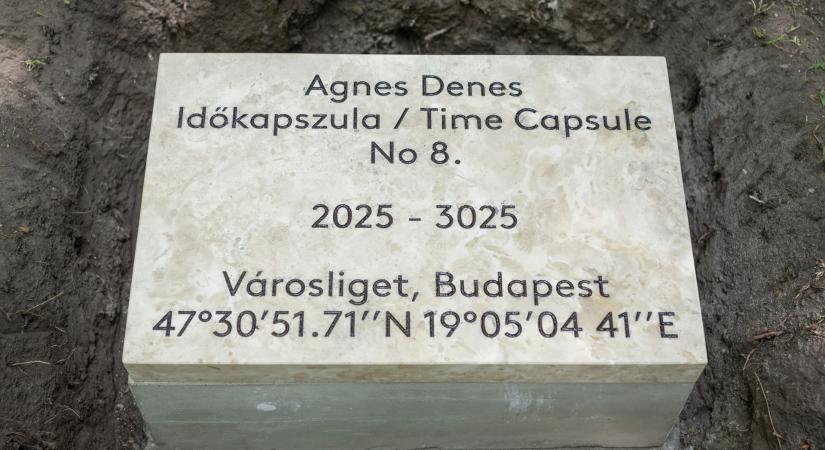 Agnes Denes
Időkapszula / Time Capsule
No 8.
2025 - 3025
Városliget, Budapest
47°30’51.71’’N 19°05’04 41’’E